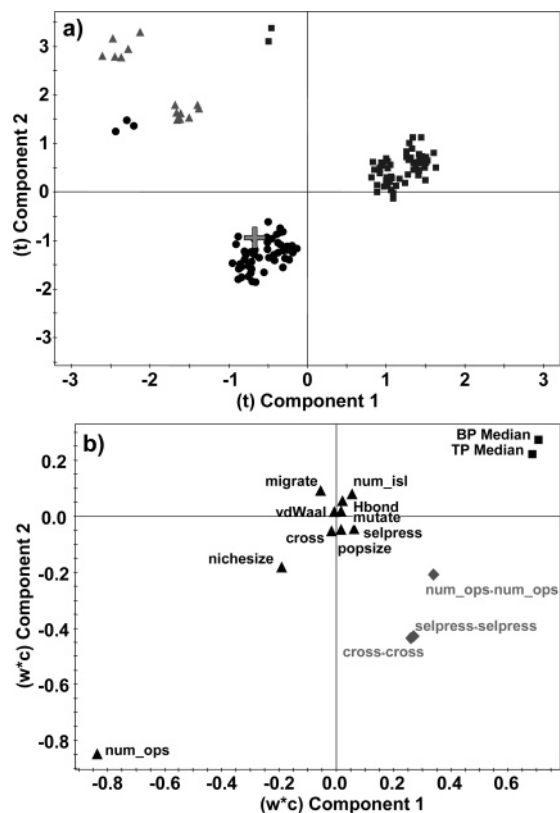 a)
3
2
1
0
-1
-2
-3
(t) Component 2
-3 -2 -1 0 1 2 3
(t) Component 1
b)
BP Median
TP Median
0.2
0.0
-0.2
-0.4
-0.6
-0.8
(w*c) Component 2
migrate
num_isl
vdWaal
Hbond
mutate
cross
selpress
popsize
nichesize
num_ops-num_ops
selpress-selpress
cross-cross
num_ops
-0.8 -0.6 -0.4 -0.2 0.0 0.2 0.4 0.6
(w*c) Component 1